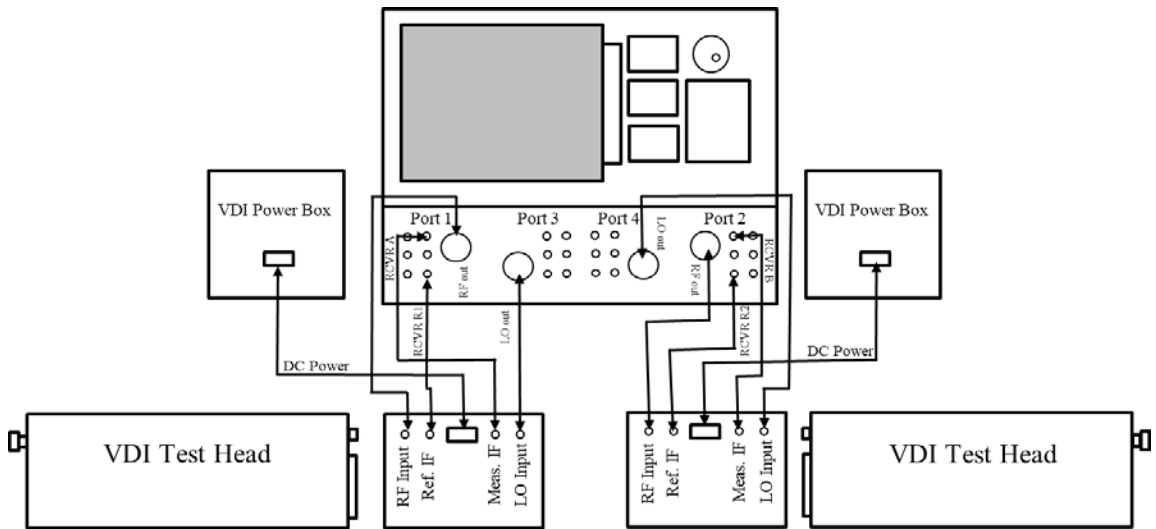 VDI Power Box
VDI Power Box
Port 1
Port 3
Port 4
Port 2
RCVR A
RF out
LO out
RF out
RCVR B
RCVR R1
LO out
RCVR R2
DC Power
DC Power
VDI Test Head
RF Input
Ref. IF
Meas. IF
LO Input
RF Input
Ref. IF
Meas. IF
LO Input
VDI Test Head